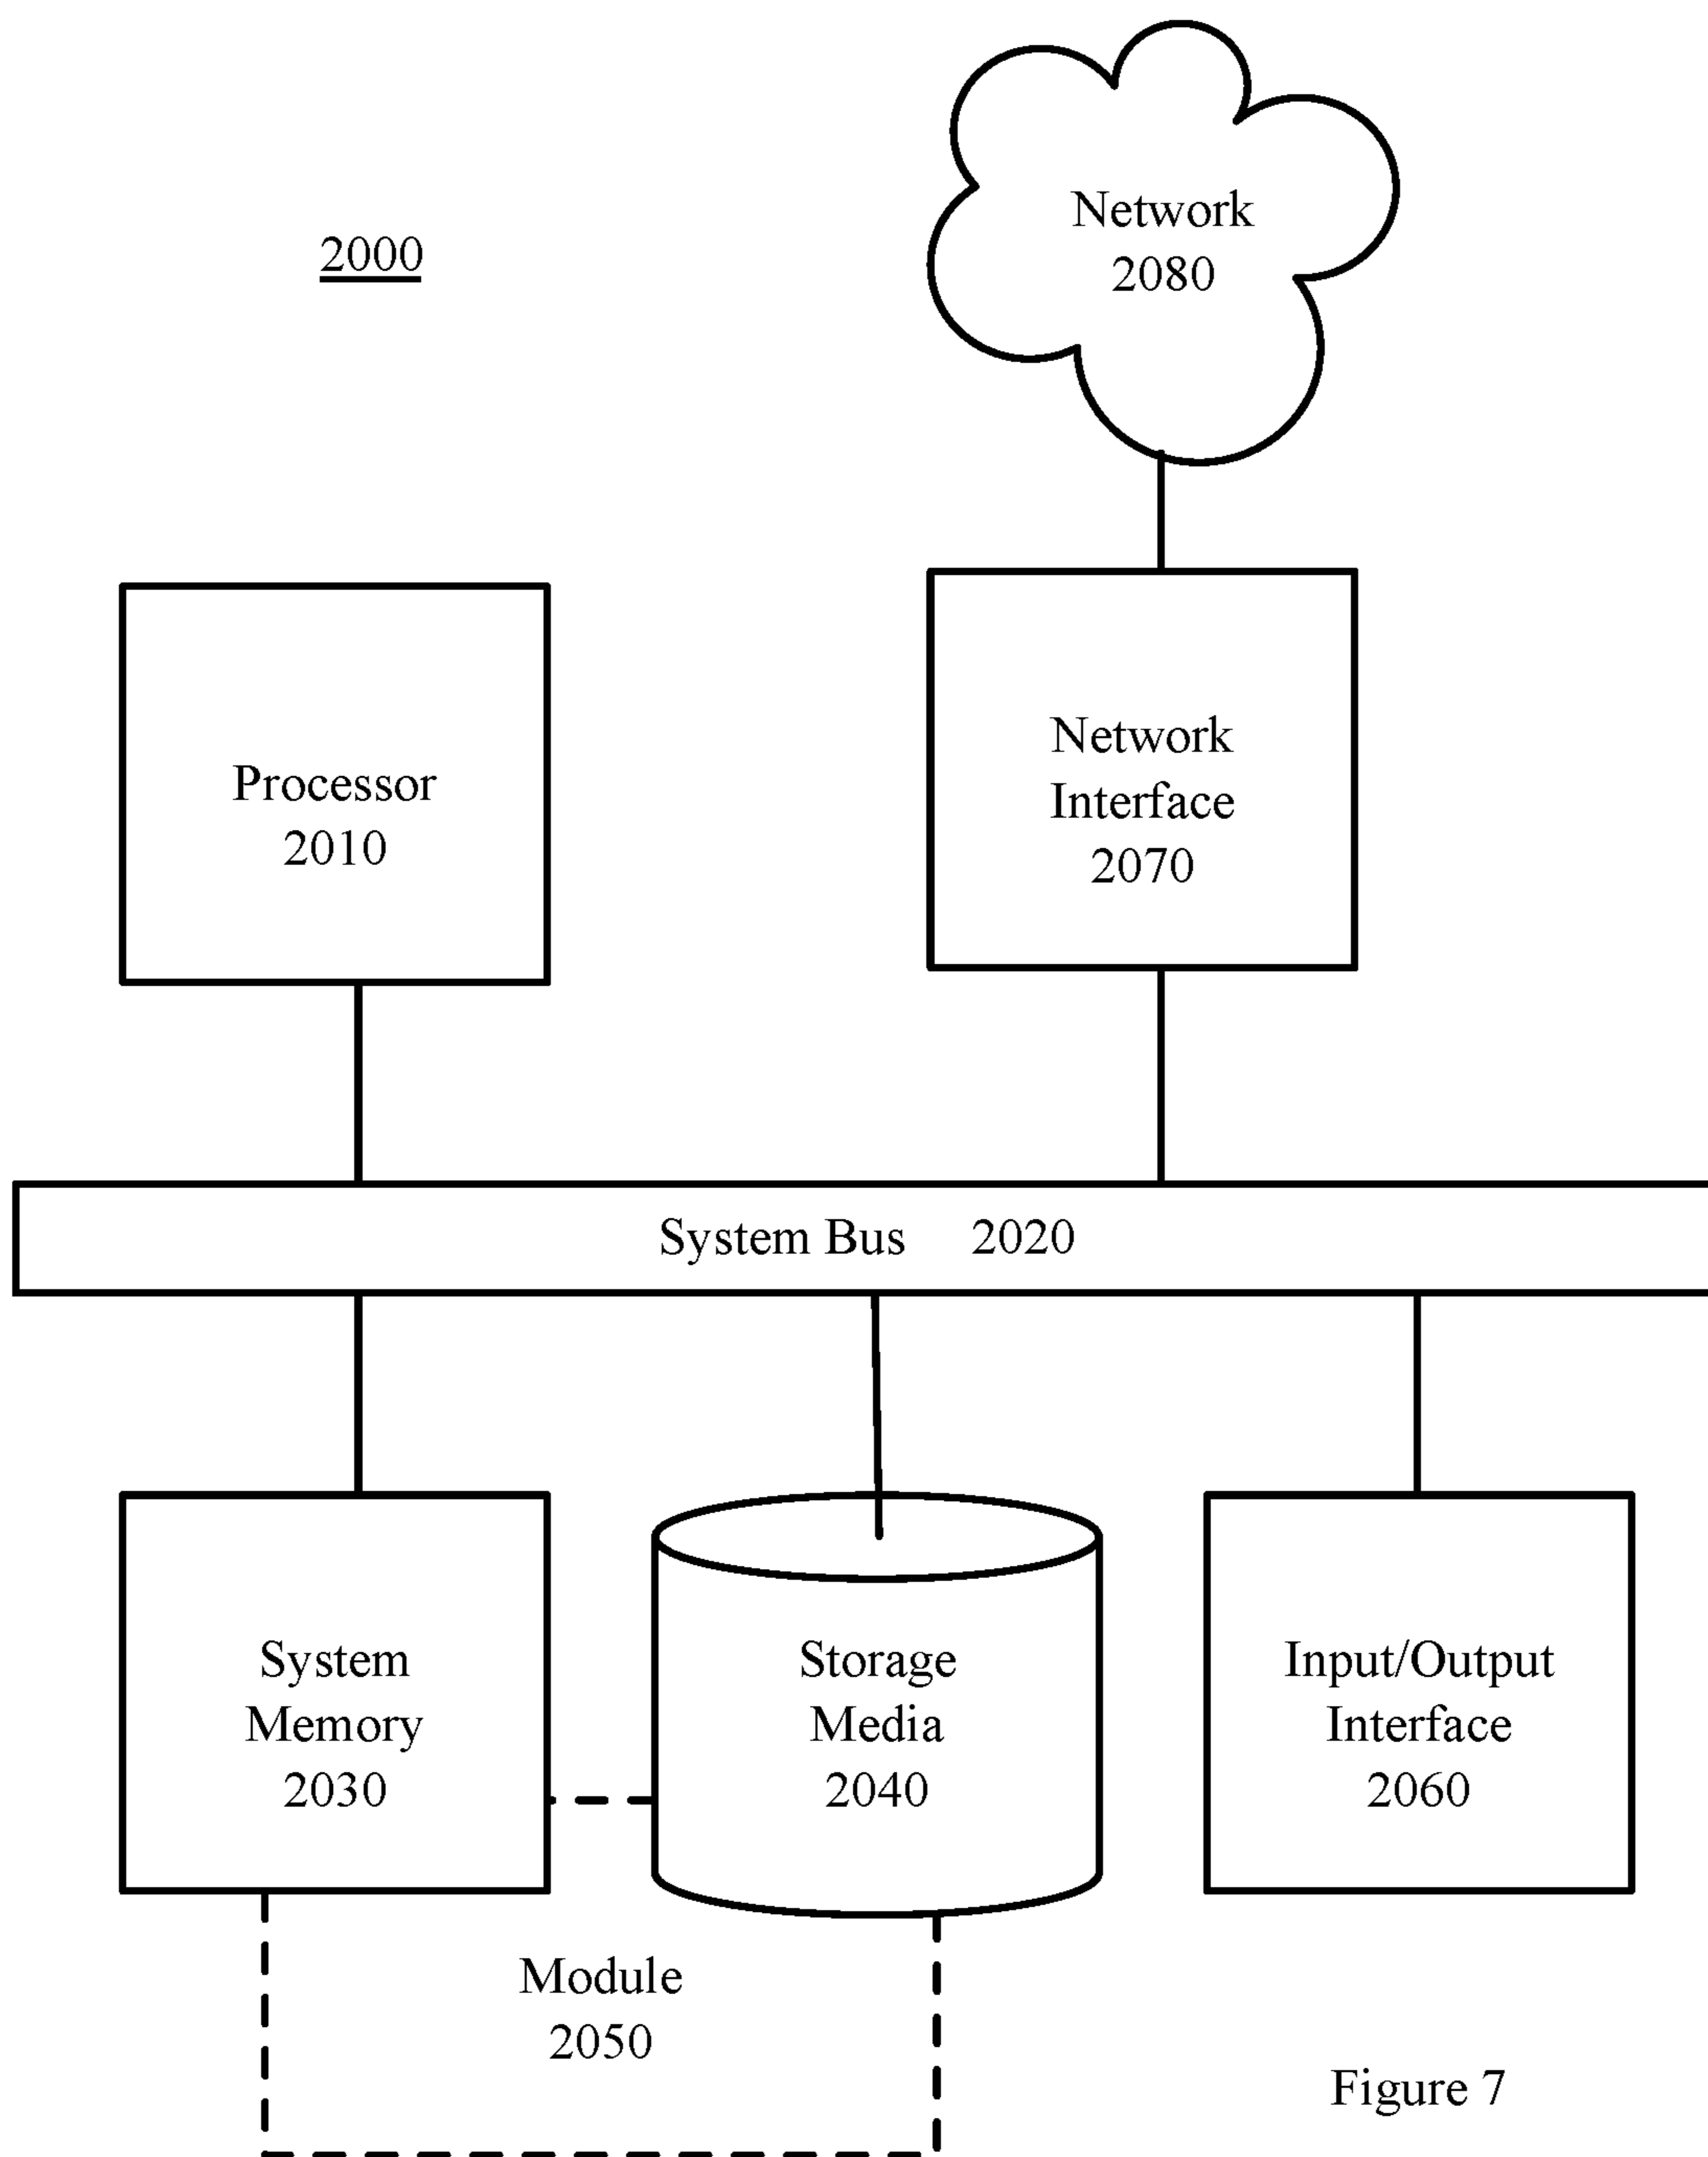 2000
Network
2080
Processor
2010
Network
Interface
2070
System Bus 2020
System
Memory
2030
Storage
Media
2040
Input/Output
Interface
2060
Module
2050
Figure 7